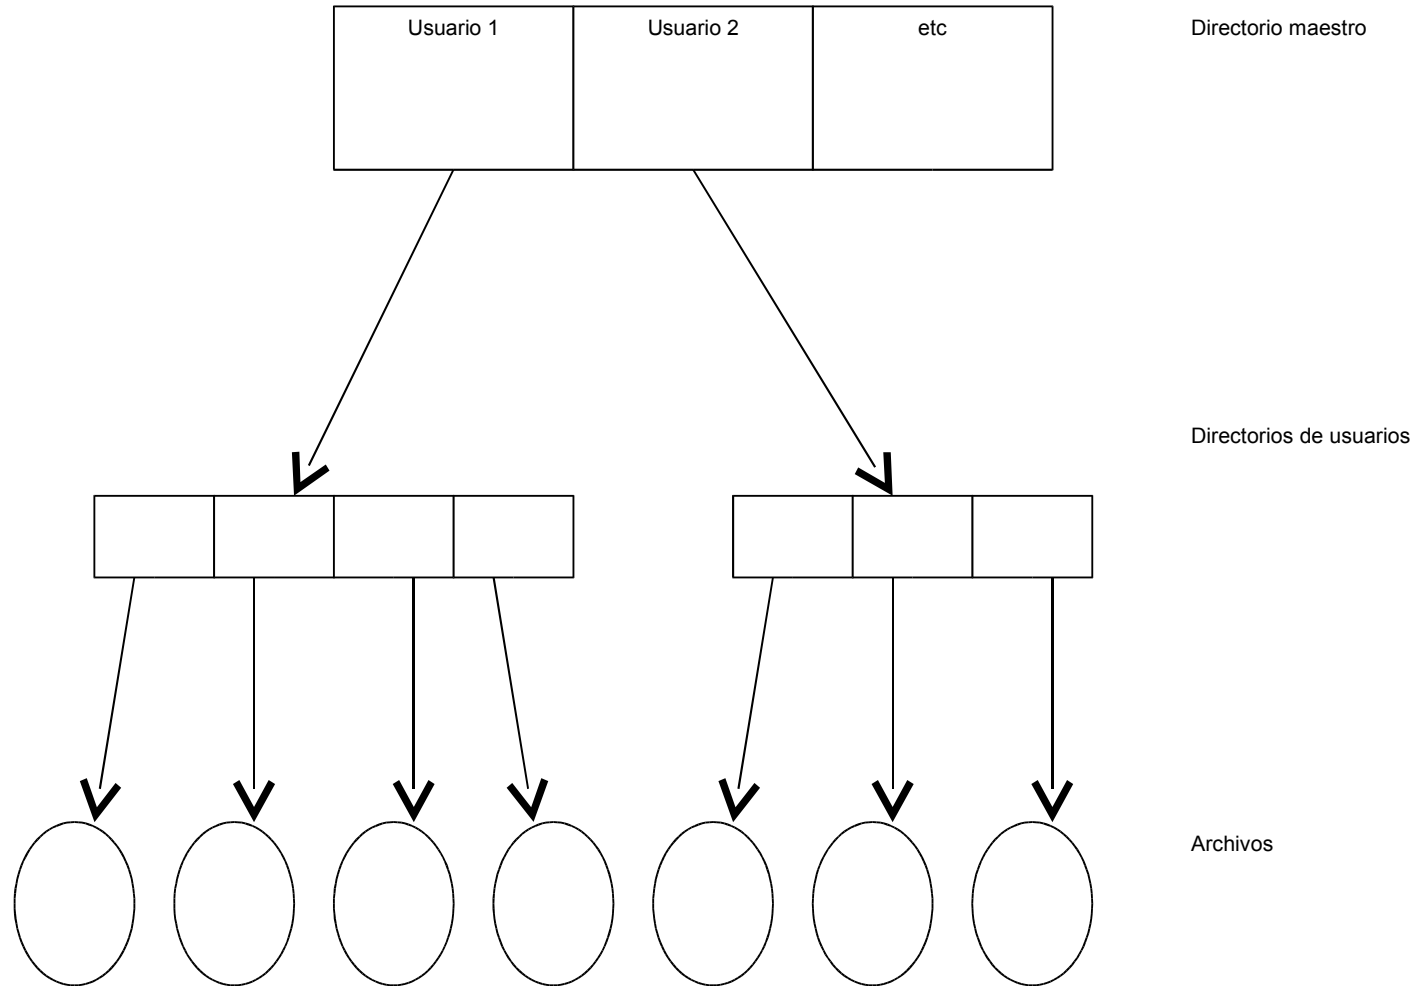 Usuario 1
Usuario 2
etc
Directorio maestro
Directorios de usuarios
Archivos